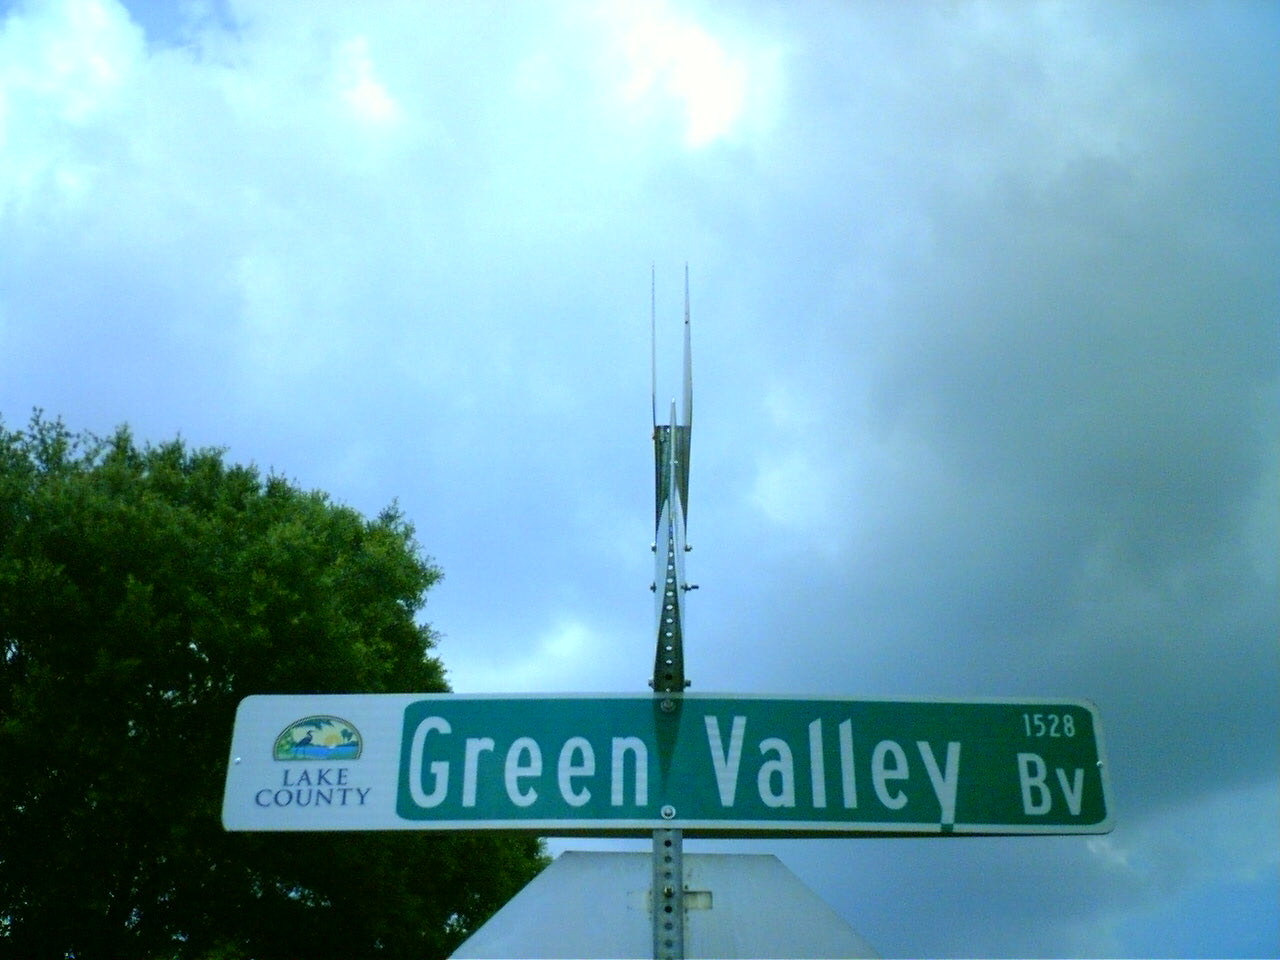 LAKE
COUNTY
Green Valley
1528
Bv